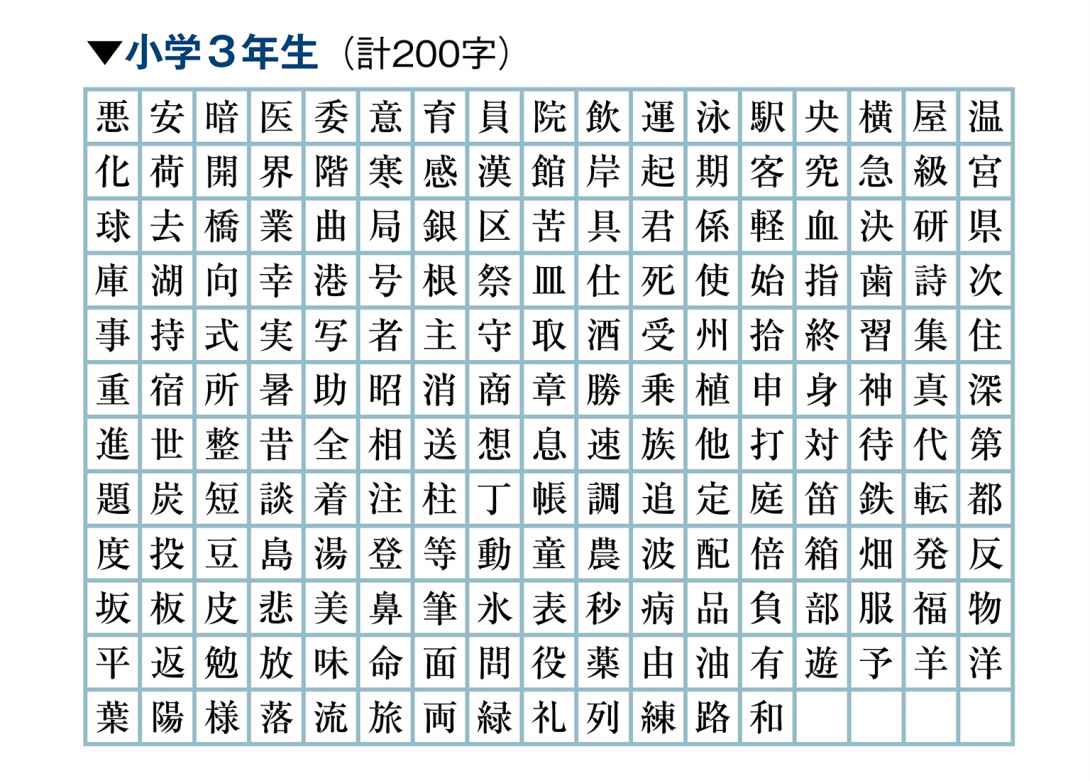 ▼小学３年生（計200字）
悪安暗医委意育員院飲運泳駅央横屋温
化荷開界階寒感漢館岸起期客究急級宮
球去橋業曲局銀区苦具君係軽血決研県
庫湖向幸港号根祭皿仕死使始指歯詩次
事持式実写者主守取酒受州拾終習集住
重宿所暑助昭消商章勝乗植申身神真深
進世整昔全相送想息速族他打対待代第
題炭短談着注柱丁帳調追定庭笛鉄転都
度投豆島湯登等動童農波配倍箱畑発反
坂板皮悲美鼻筆氷表秒病品負部服福物
平返勉放味命面問役薬由油有遊予羊洋
葉陽様落流旅両緑礼列練路和